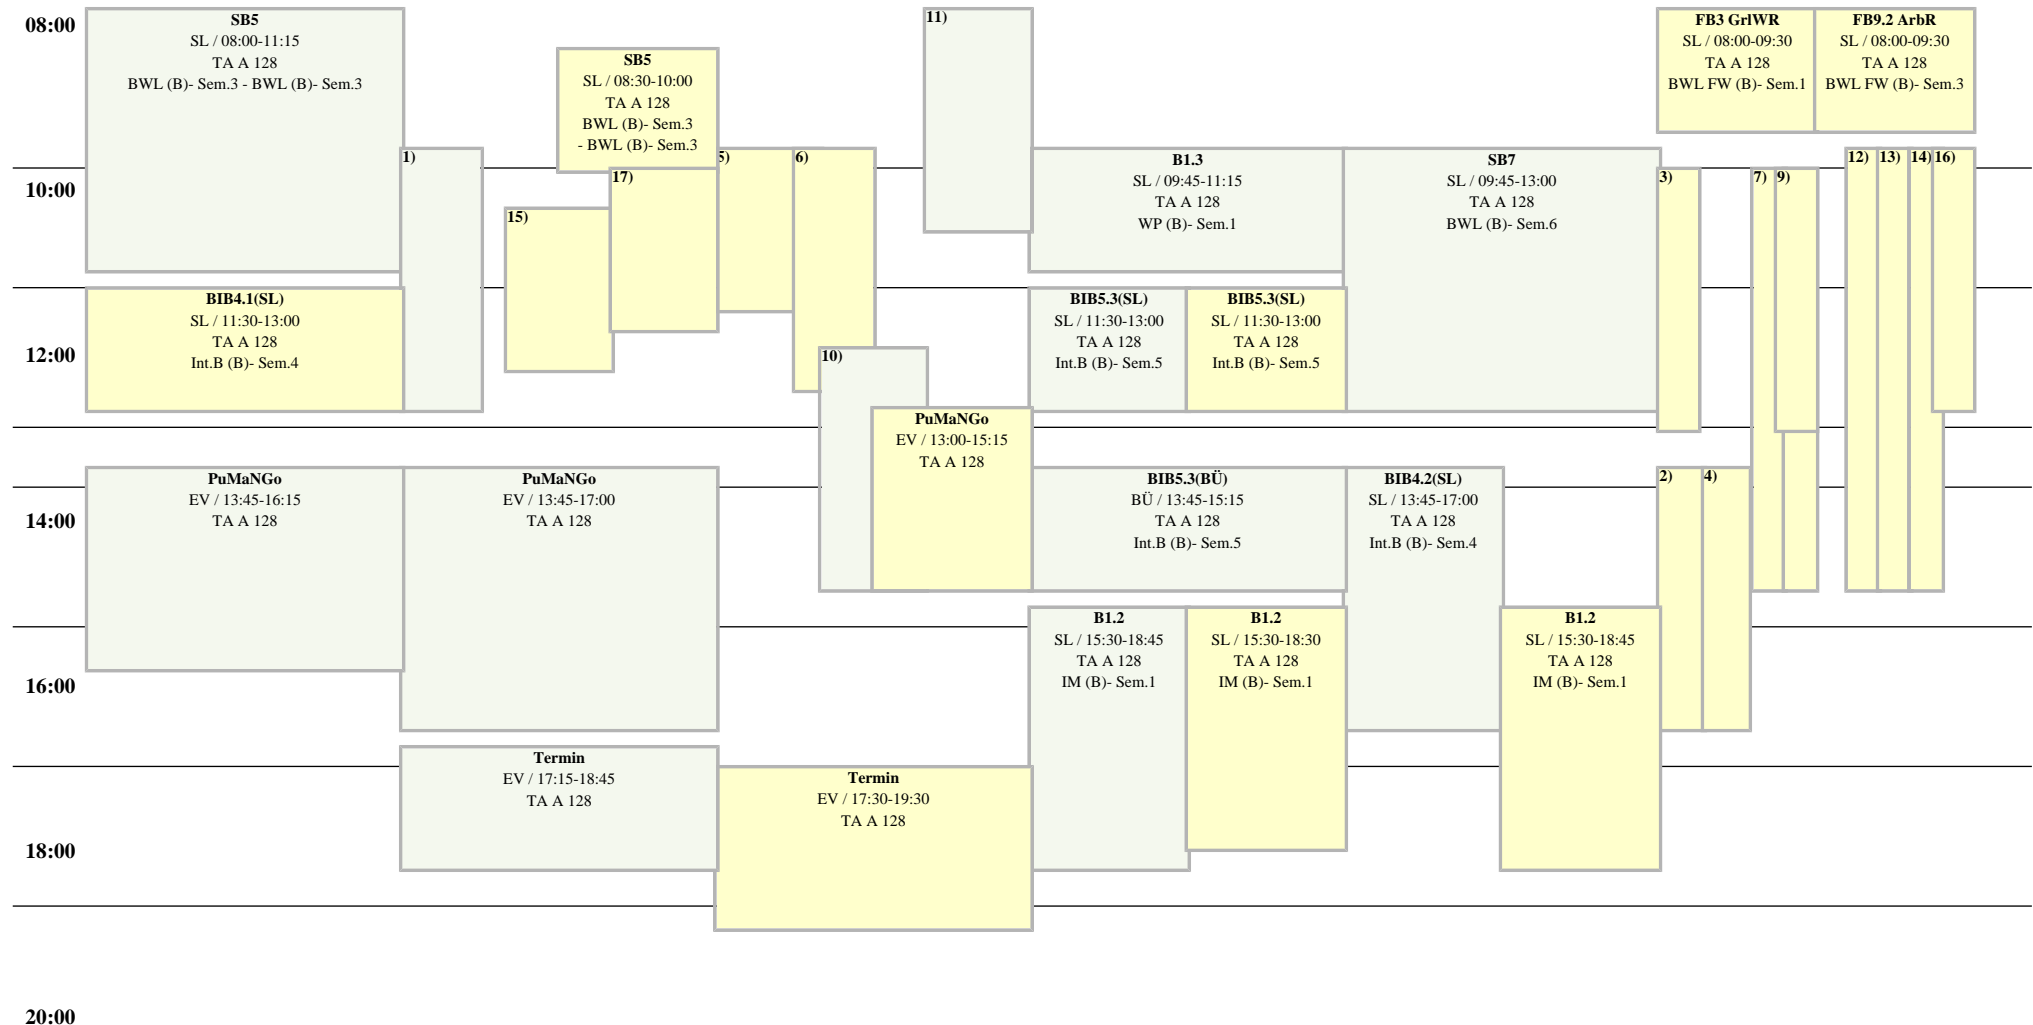 08:00
10:00
12:00
14:00
16:00
18:00
20:00
SB5
SL / 08:00-11:15
TA A 128
BWL (B)- Sem.3 - BWL (B)- Sem.3
BIB4.1(SL)
SL / 11:30-13:00
TA A 128
Int.B (B)- Sem.4
PuMaNGo
EV / 13:45-16:15
TA A 128
1)
15)
SB5
SL / 08:30-10:00
TA A 128
BWL (B)- Sem.3
- BWL (B)- Sem.3
17)
PuMaNGo
EV / 13:45-17:00
TA A 128
Termin
EV / 17:15-18:45
TA A 128
5)
6)
10)
11)
PuMaNGo
EV / 13:00-15:15
TA A 128
Termin
EV / 17:30-19:30
TA A 128
B1.3
SL / 09:45-11:15
TA A 128
WP (B)- Sem.1
BIB5.3(SL)
SL / 11:30-13:00
TA A 128
Int.B (B)- Sem.5
BIB5.3(SL)
SL / 11:30-13:00
TA A 128
Int.B (B)- Sem.5
BIB5.3(BÜ)
BÜ / 13:45-15:15
TA A 128
Int.B (B)- Sem.5
B1.2
SL / 15:30-18:45
TA A 128
IM (B)- Sem.1
B1.2
SL / 15:30-18:30
TA A 128
IM (B)- Sem.1
SB7
SL / 09:45-13:00
TA A 128
BWL (B)- Sem.6
BIB4.2(SL)
SL / 13:45-17:00
TA A 128
Int.B (B)- Sem.4
B1.2
SL / 15:30-18:45
TA A 128
IM (B)- Sem.1
FB3 GrlWR
SL / 08:00-09:30
TA A 128
BWL FW (B)- Sem.1
FB9.2 ArbR
SL / 08:00-09:30
TA A 128
BWL FW (B)- Sem.3
3)
7)
9)
12)
13)
14)
16)
2)
4)